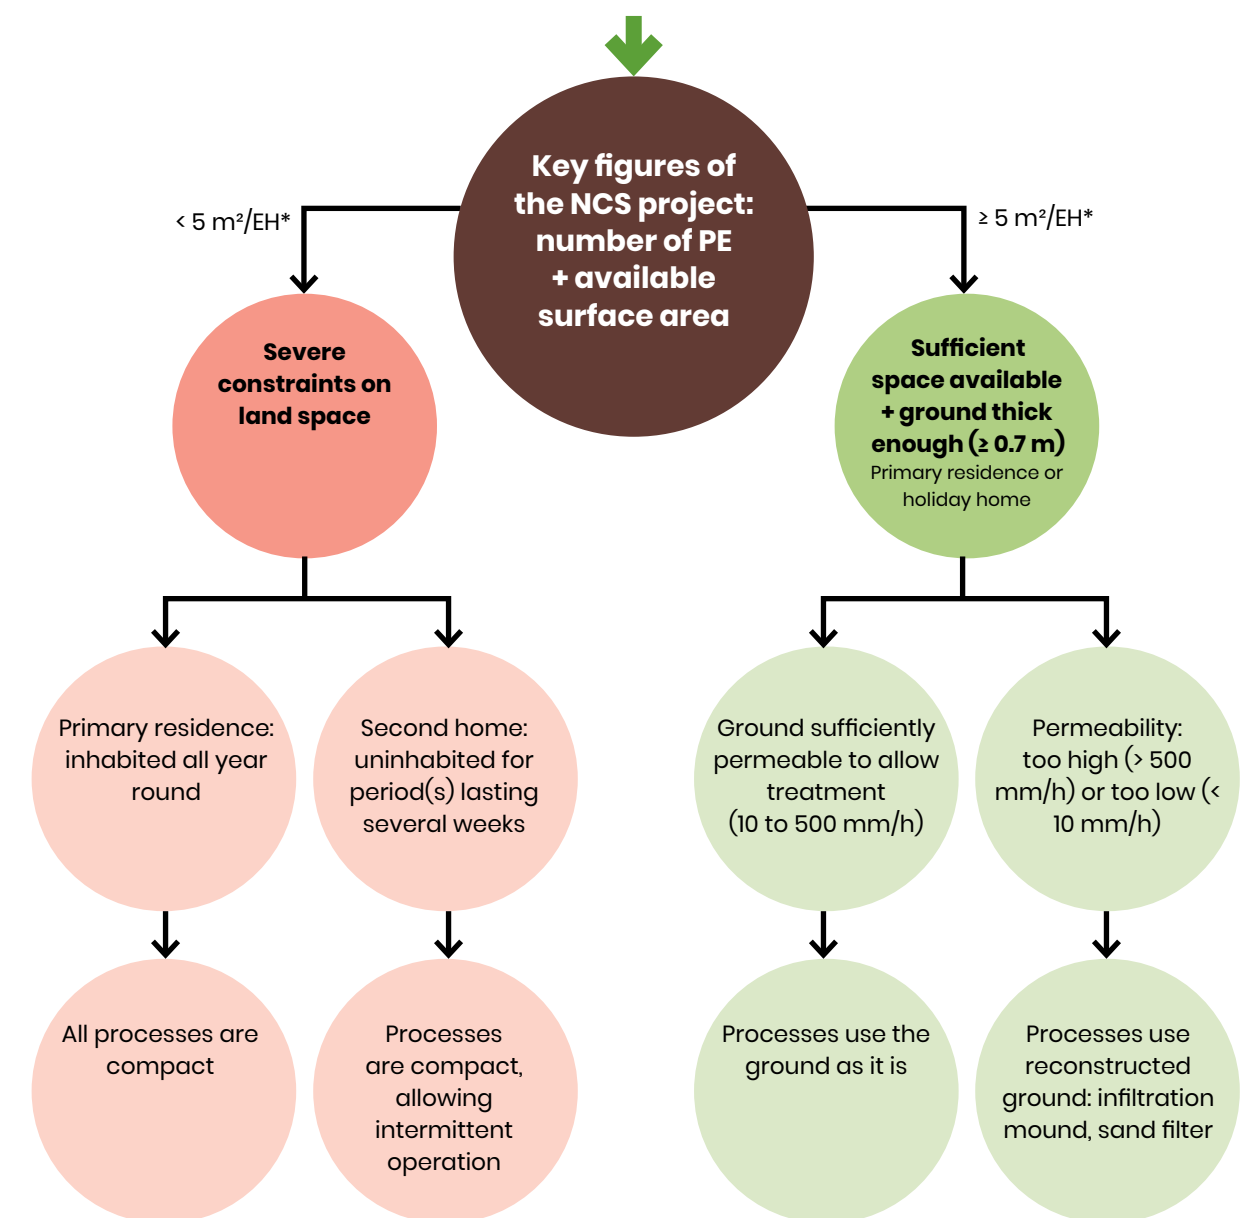 Key figures of
the NCS project:
number of PE
+ available
surface area
< 5 m²/EH*
≥ 5 m²/EH*
Severe
constraints on
land space
Sufficient
space available
+ ground thick
enough (≥ 0.7 m)
Primary residence or
holiday home
Primary residence:
inhabited all year
round
Second home:
uninhabited for
period(s) lasting
several weeks
Ground sufficiently
permeable to allow
treatment
(10 to 500 mm/h)
Permeability:
too high (> 500
mm/h) or too low (<
10 mm/h)
All processes are
compact
Processes
are compact,
allowing
intermittent
operation
Processes use the
ground as it is
Processes use
reconstructed
ground: infiltration
mound, sand filter